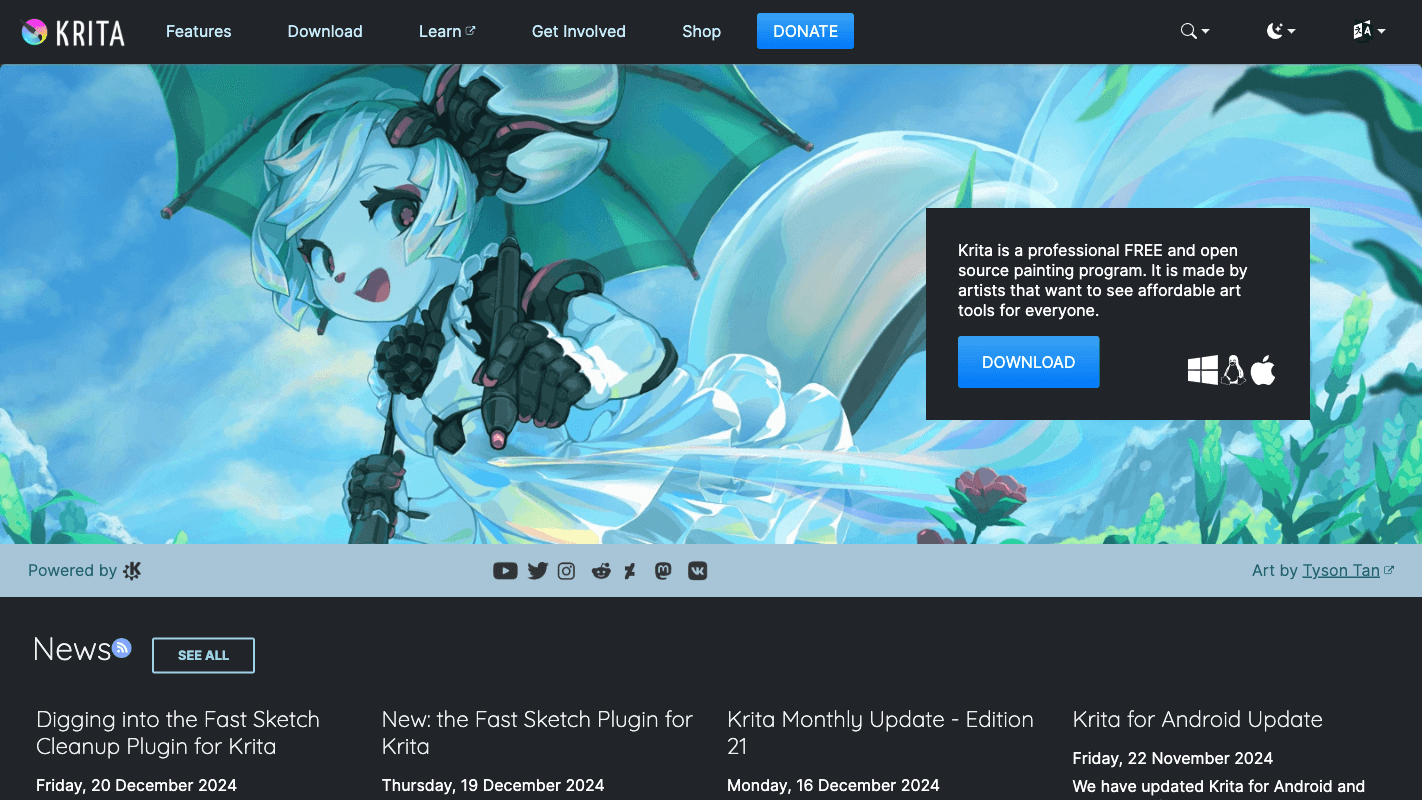 KRITA
Features
Download
Learn
Get Involved
Shop
DONATE
Krita is a professional FREE and open
source painting program. It is made by
artists that want to see affordable art
tools for everyone.
DOWNLOAD
Powered by
Art by Tyson Tan
News
SEE ALL
Digging into the Fast Sketch
Cleanup Plugin for Krita
Friday, 20 December 2024
New: the Fast Sketch Plugin for
Krita
Thursday, 19 December 2024
Krita Monthly Update - Edition
21
Monday, 16 December 2024
Krita for Android Update
Friday, 22 November 2024
We have updated Krita for Android and